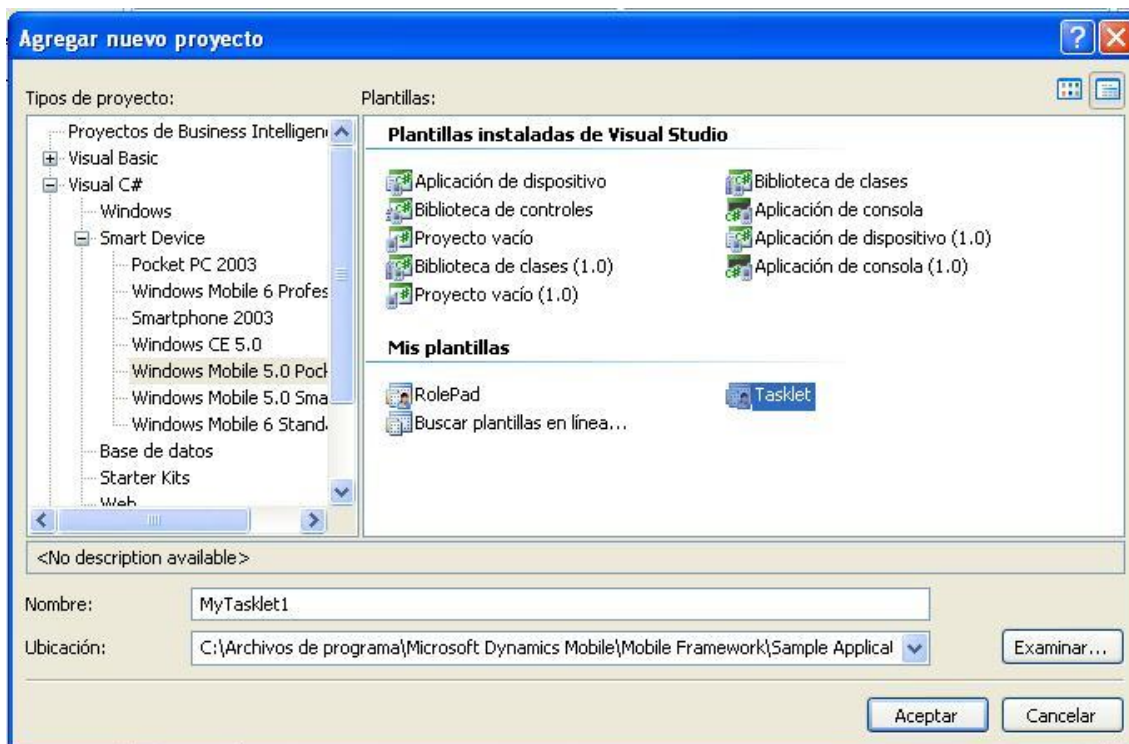 Agregar nuevo proyecto
Tipos de proyecto:
Plantillas:
Proyectos de Business Intelligen
Visual Basic
Visual C#
Windows
Smart Device
Pocket PC 2003
Windows Mobile 6 Profes
Smartphone 2003
Windows CE 5.0
Windows Mobile 5.0 Pock
Windows Mobile 5.0 Sma
Windows Mobile 6 Stand
Base de datos
Starter Kits
Web
Plantillas instaladas de Visual Studio
Aplicación de dispositivo
Biblioteca de clases
Biblioteca de controles
Aplicación de consola
Proyecto vacío
Aplicación de dispositivo (1.0)
Biblioteca de clases (1.0)
Aplicación de consola (1.0)
Proyecto vacío (1.0)
Mis plantillas
RolePad
Tasklet
Buscar plantillas en línea...
<No description available>
Nombre:
MyTasklet1
Ubicación:
C:\Archivos de programa\Microsoft Dynamics Mobile\Mobile Framework\Sample Applicat
Examinar...
Aceptar
Cancelar